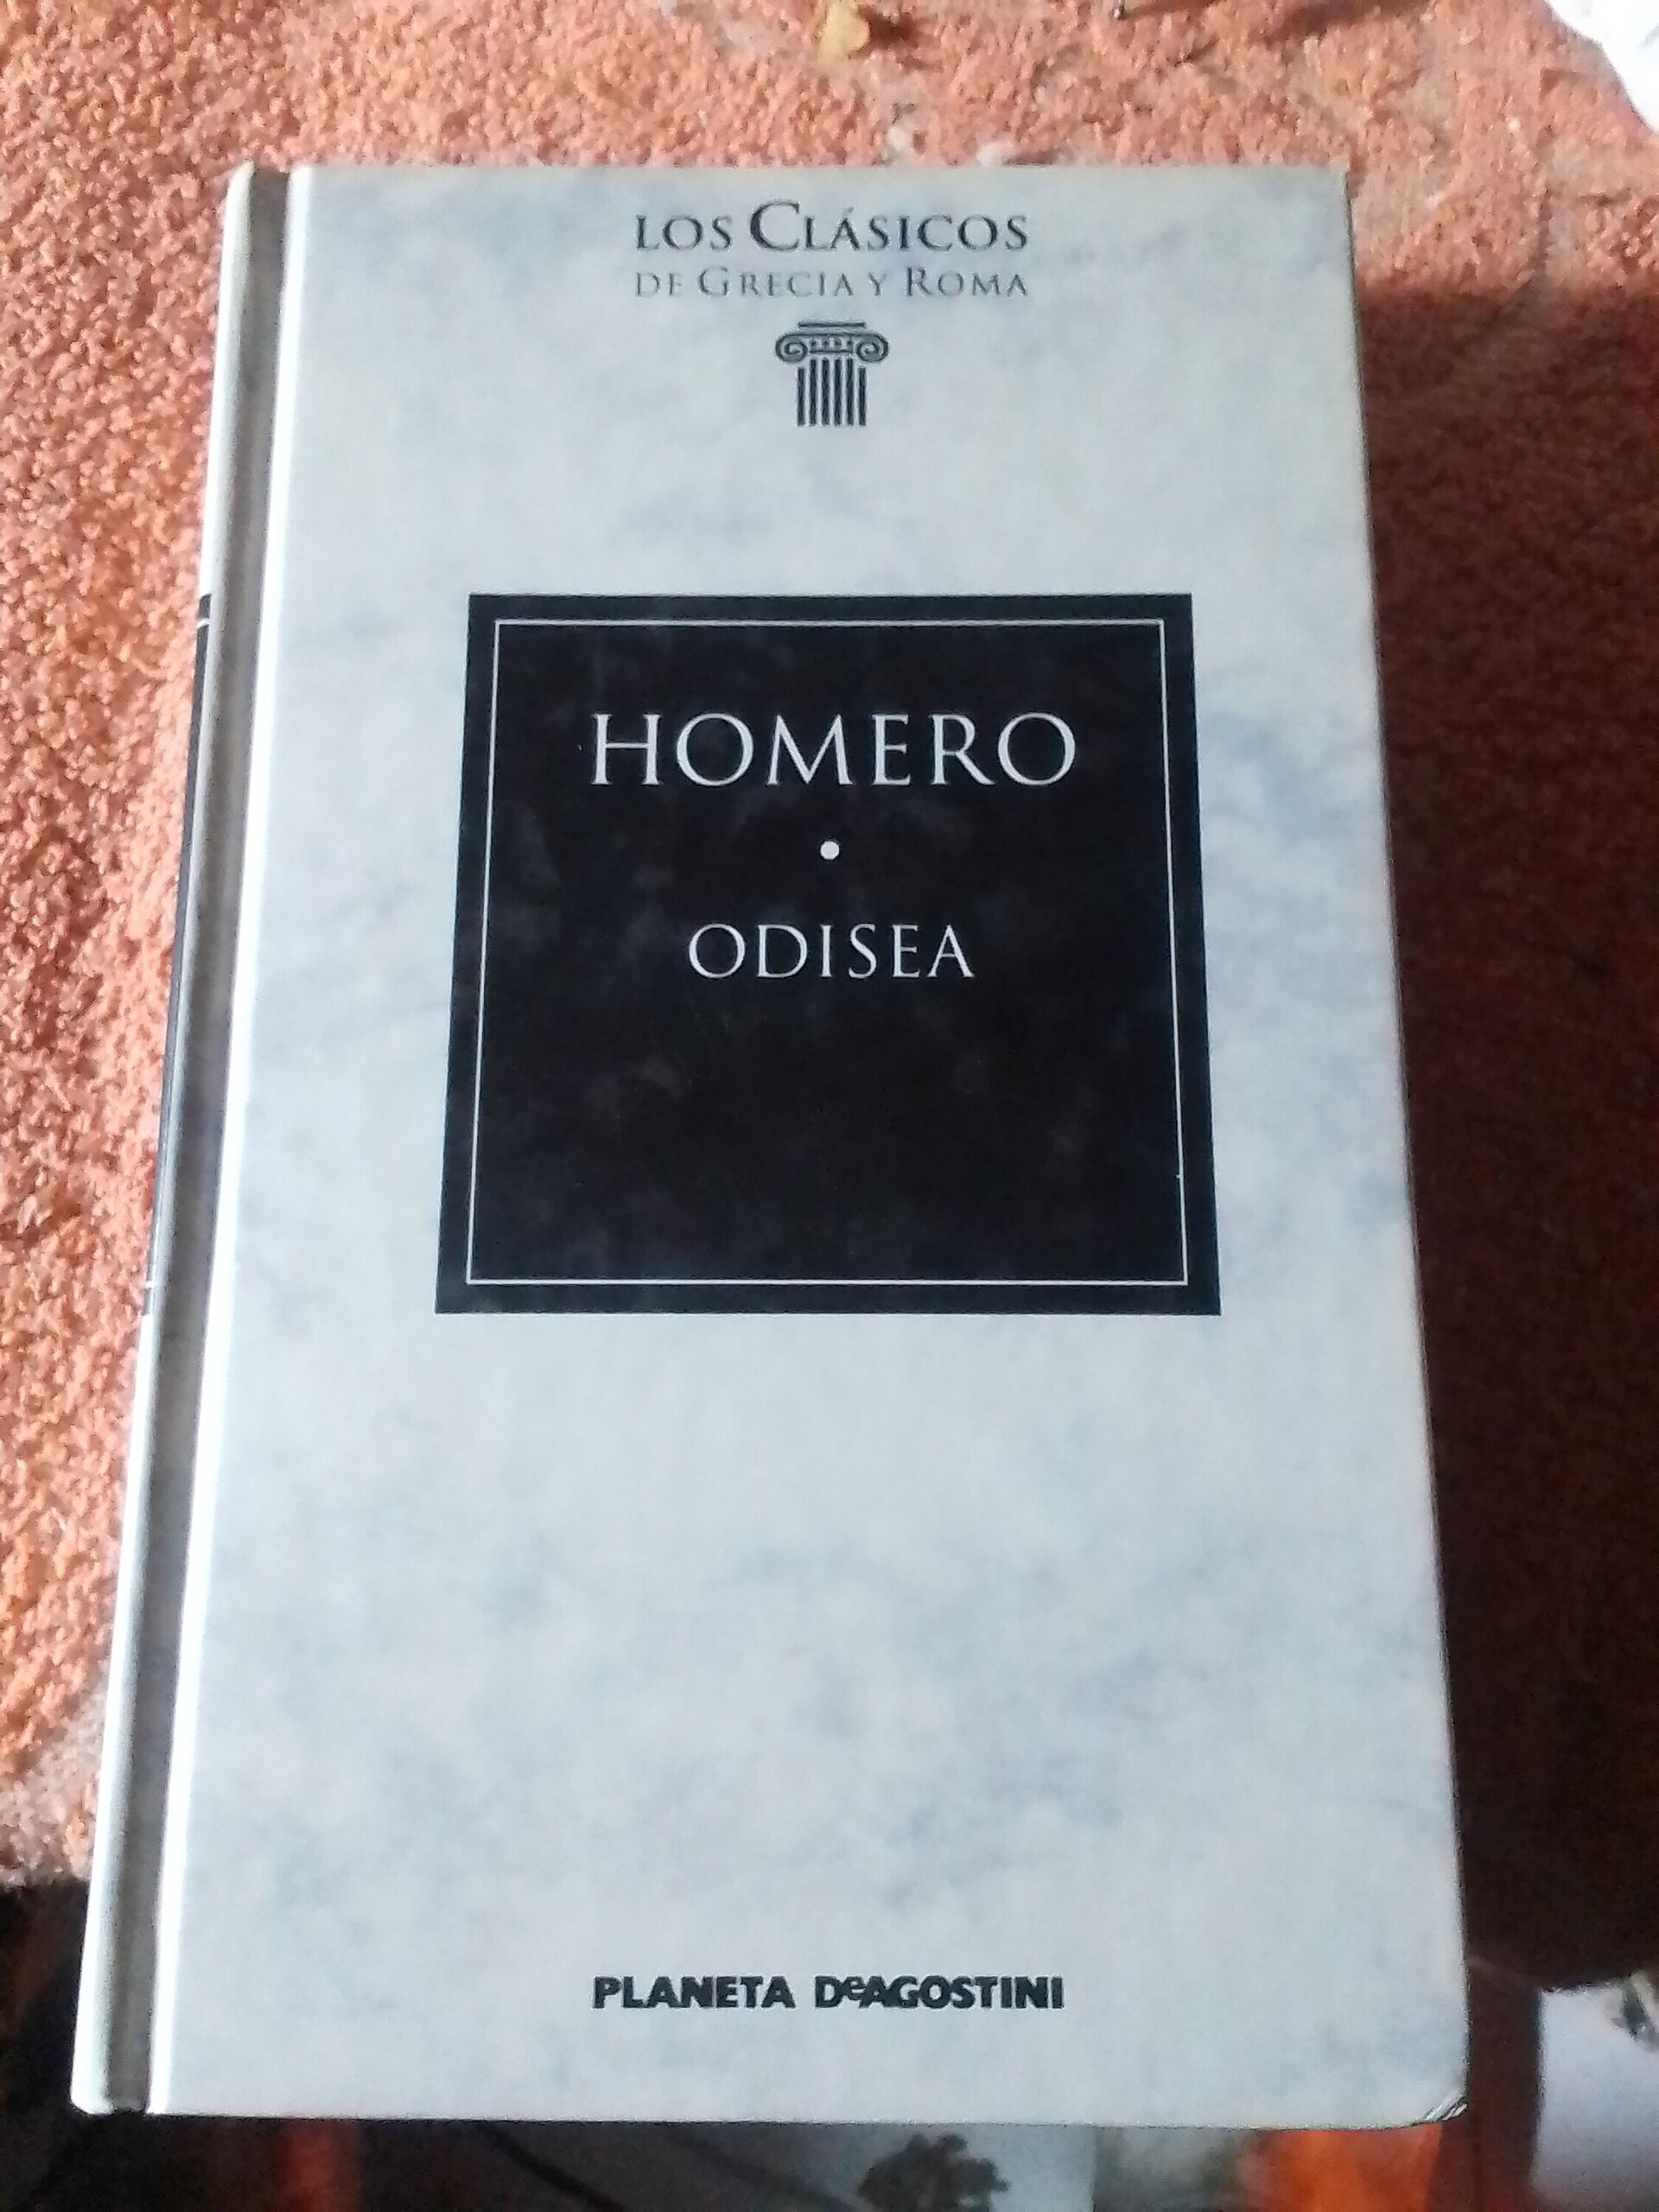 LOS CLÁSICOS
DE GRECIA Y ROMA
HOMERO
•
ODISEA
PLANETA DeAGOSTINI